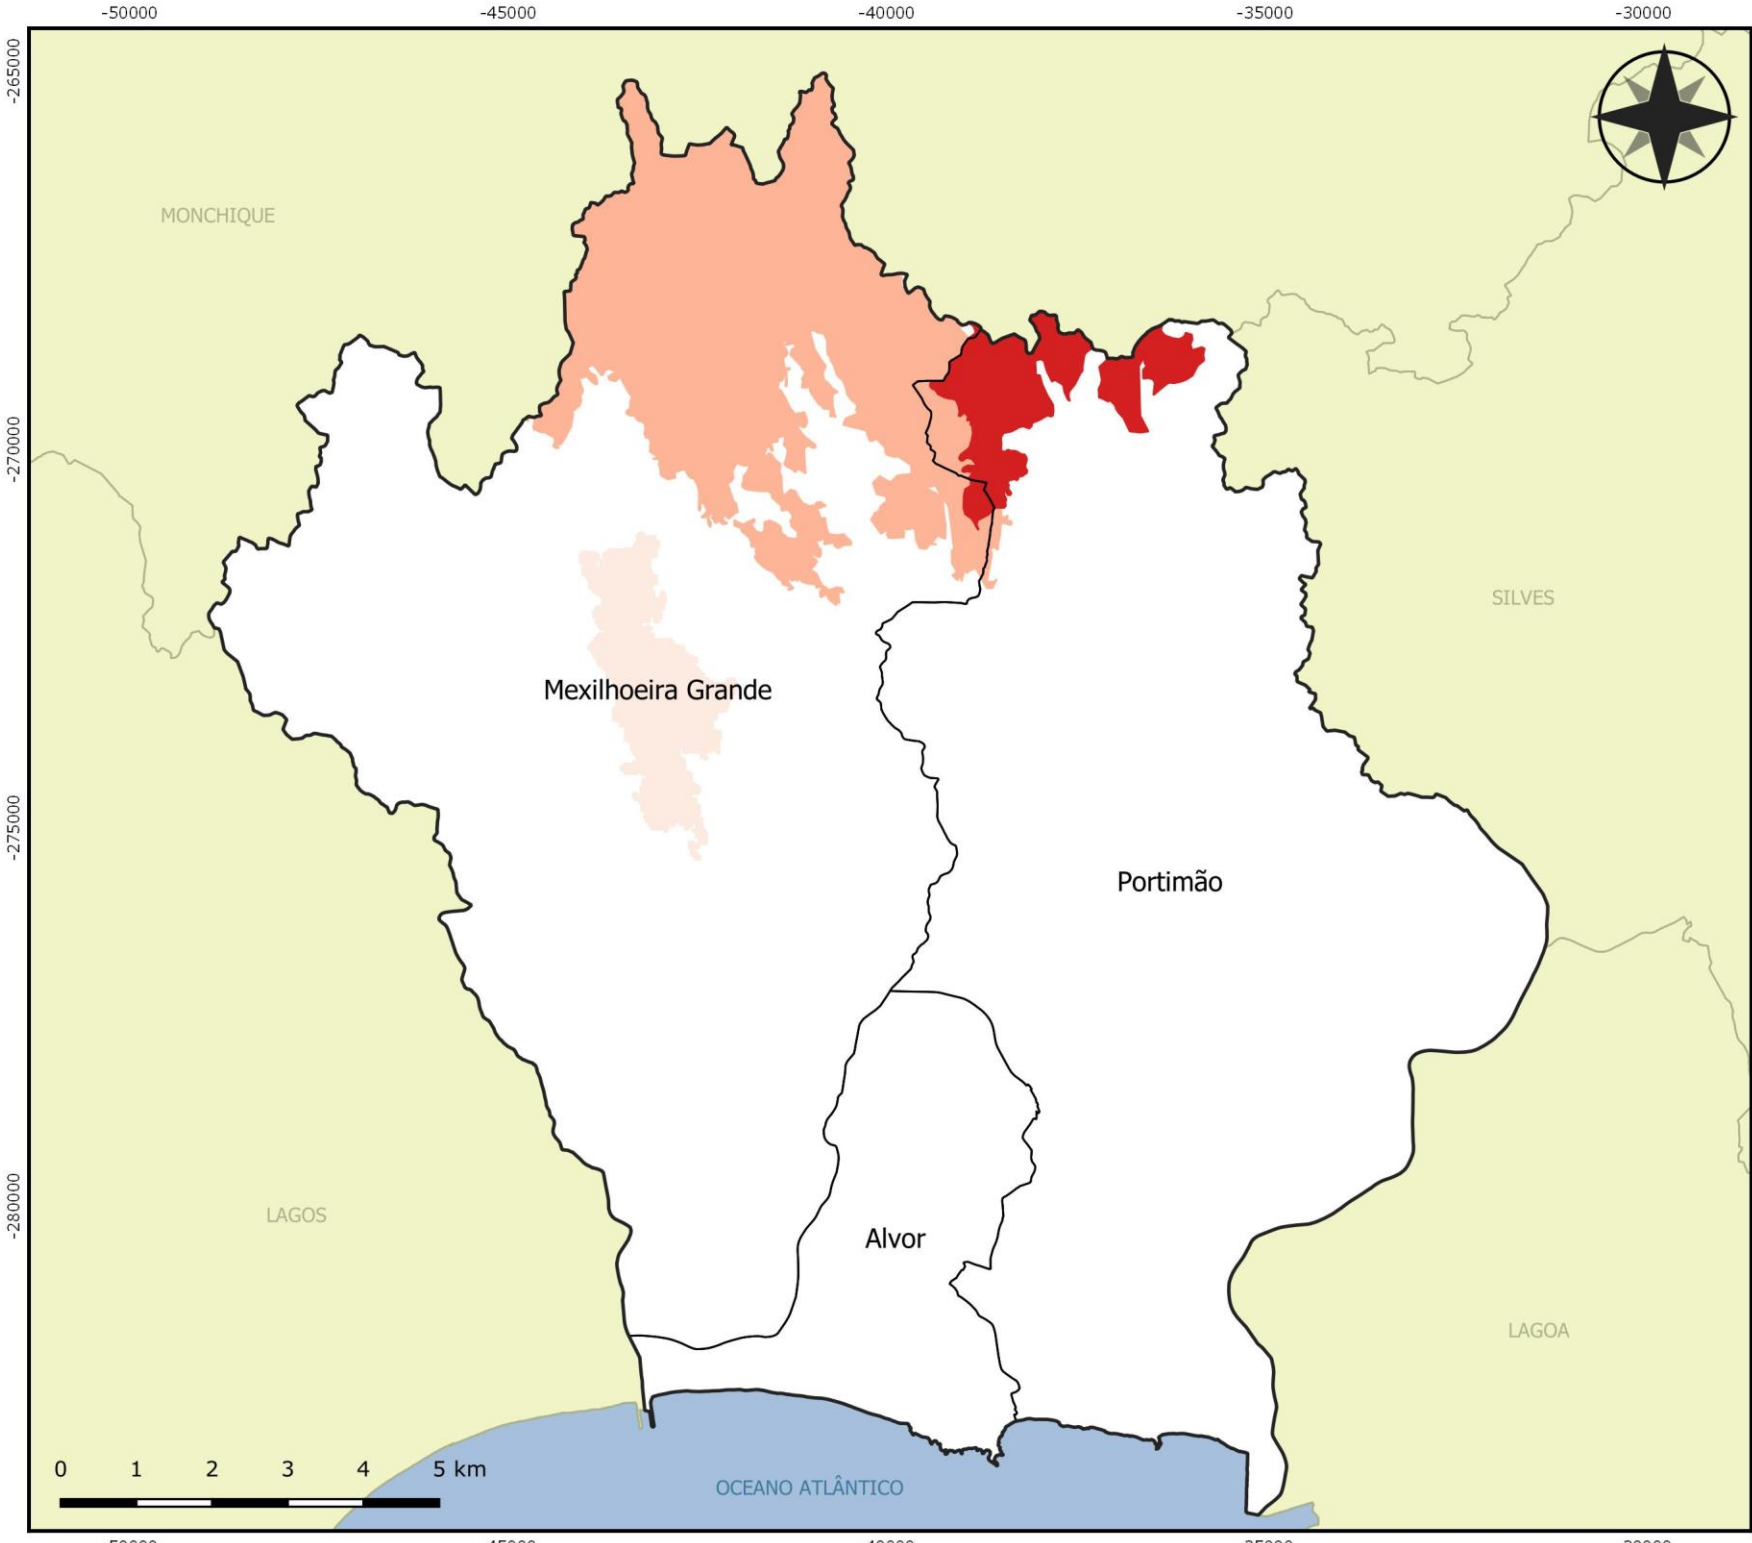 -50000 -45000 -40000 -35000 -30000
-265000
MONCHIQUE
-270000
SILVES
Mexilhoeira Grande
-275000
Portimão
-280000
LAGOS
Alvor
LAGOA
0 1 2 3 4 5 km
OCEANO ATLÂNTICO